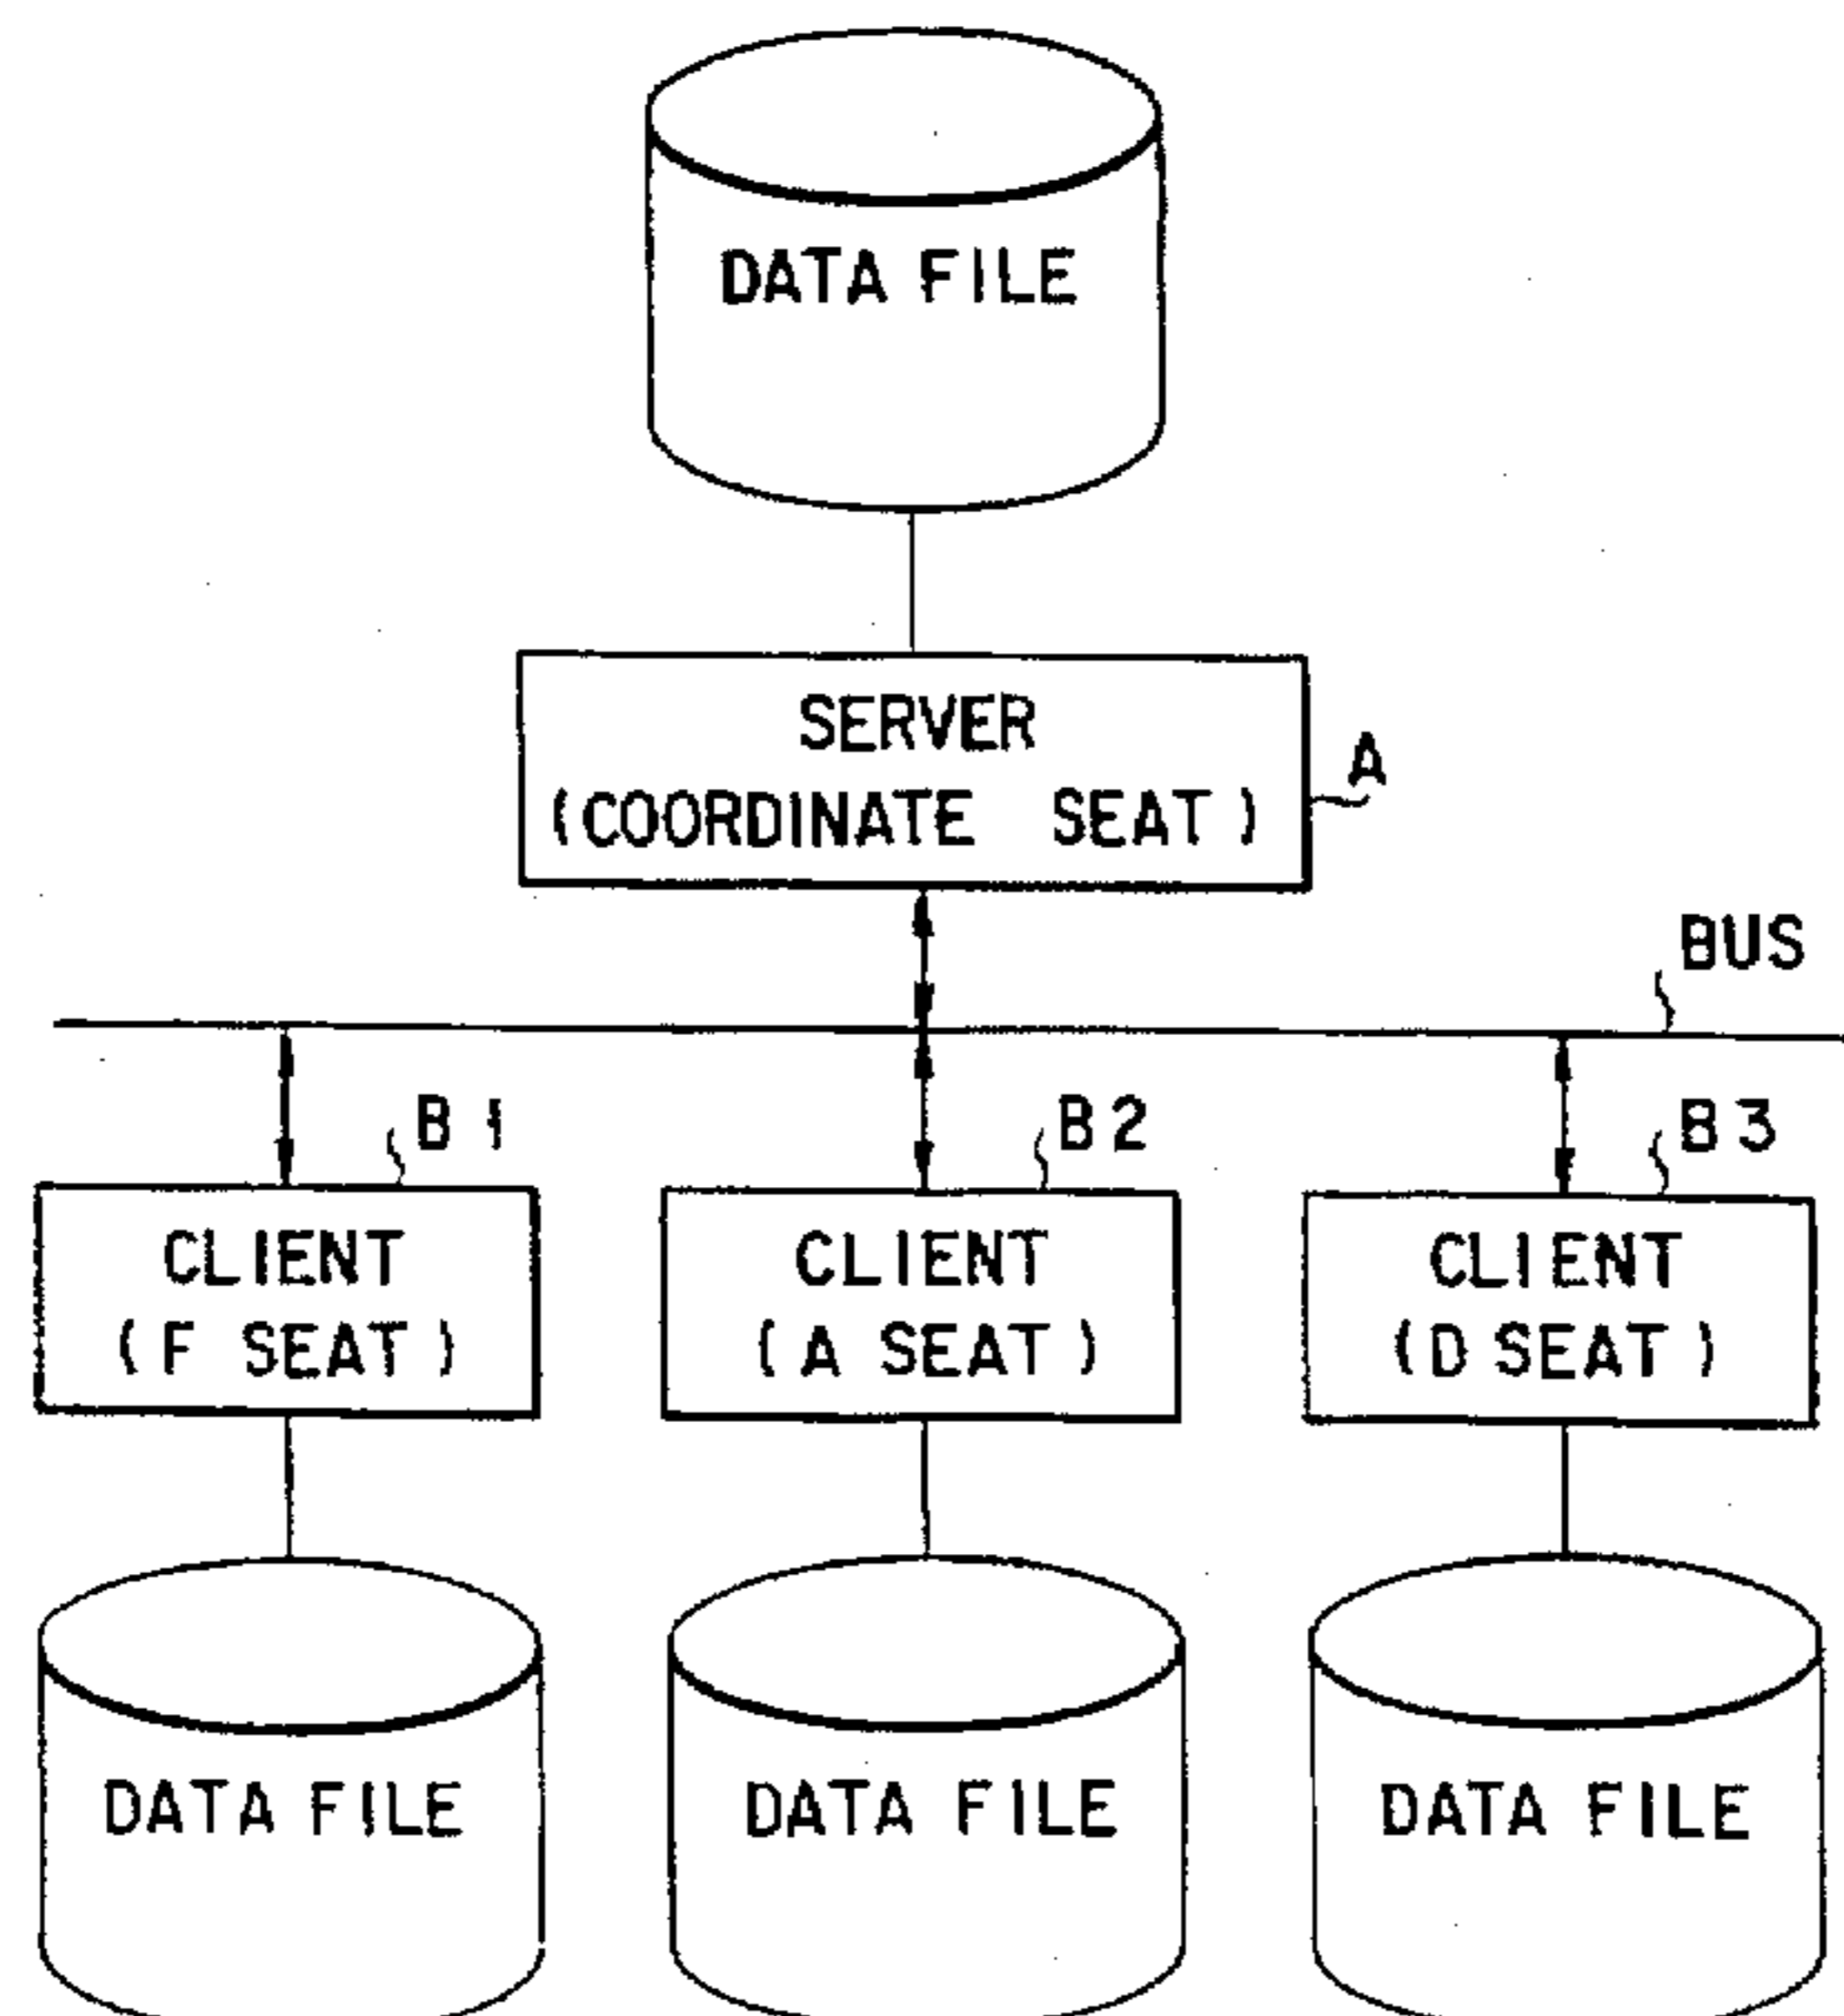 DATA FILE
SERVER
(COORDINATE SEAT)
A
BUS
B1
B2
B3
CLIENT
(F SEAT)
CLIENT
(A SEAT)
CLIENT
(D SEAT)
DATA FILE
DATA FILE
DATA FILE